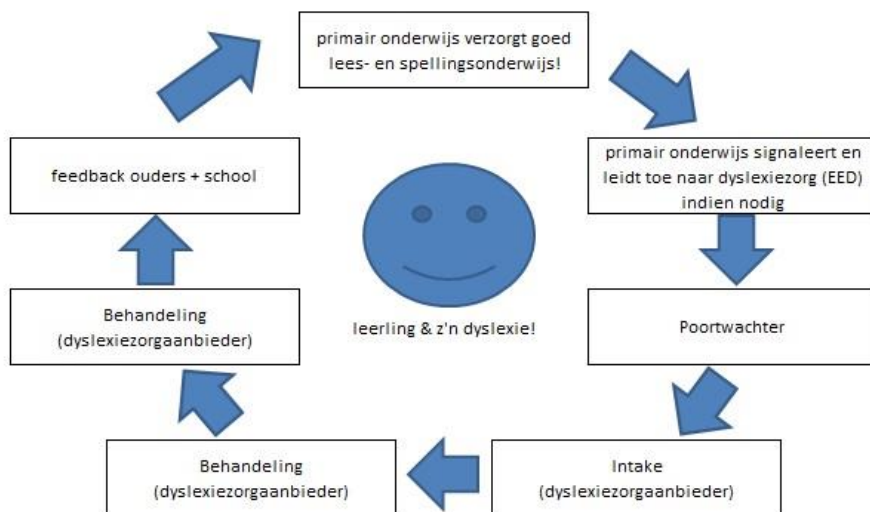 primair onderwijs verzorgt goed
lees- en spellingsonderwijs!
primair onderwijs signaleert en
leidt toe naar dyslexiezorg (EED)
indien nodig
Poortwachter
Intake
(dyslexiezorgaanbieder)
Behandeling
(dyslexiezorgaanbieder)
Behandeling
(dyslexiezorgaanbieder)
feedback ouders + school
leerling & z'n dyslexie!